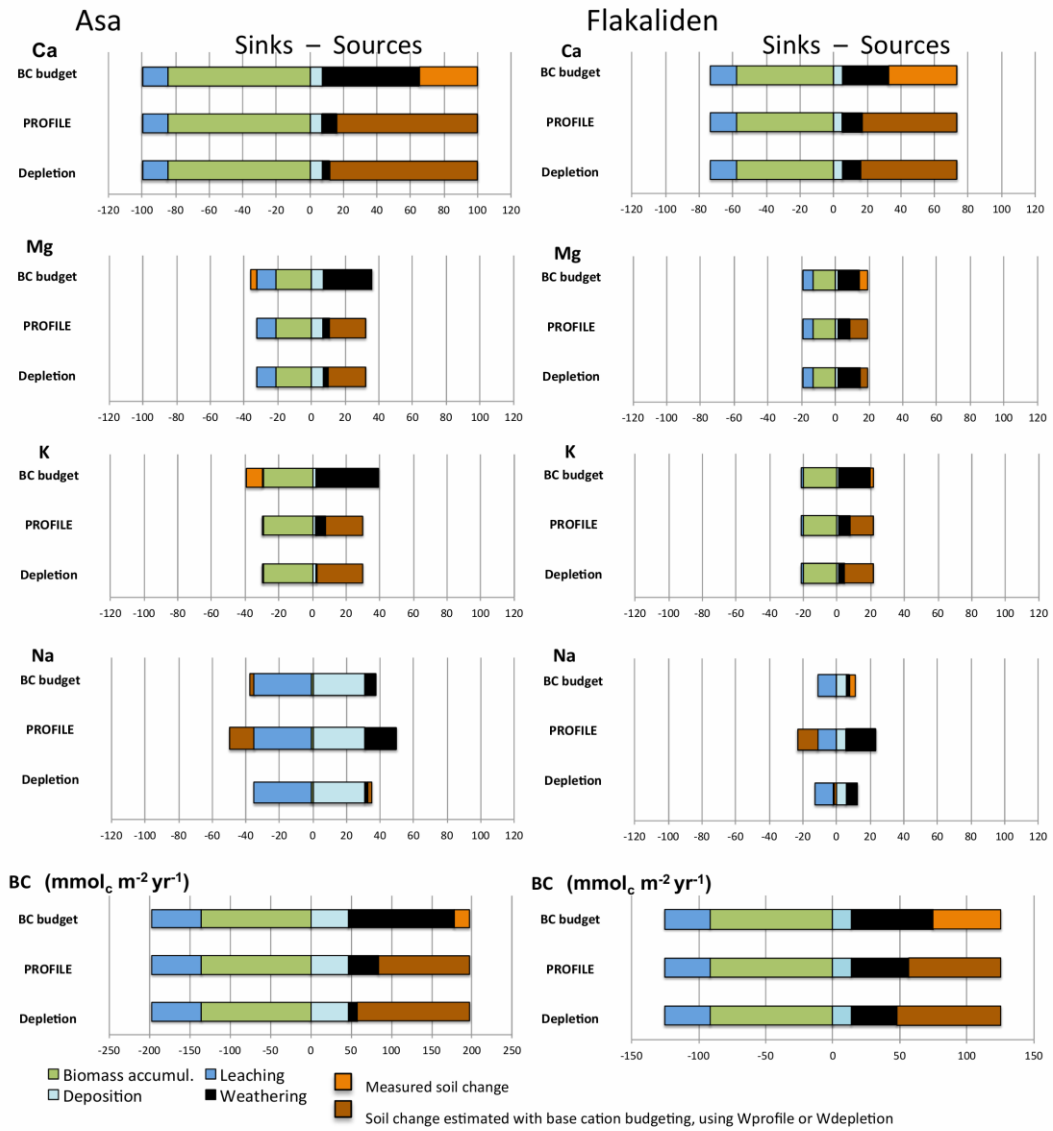 Asa
Flakaliden
Sinks – Sources
Sinks – Sources
Ca
BC budget
PROFILE
Depletion
-120 -100 -80 -60 -40 -20 0 20 40 60 80 100 120
Ca
BC budget
PROFILE
Depletion
-120 -100 -80 -60 -40 -20 0 20 40 60 80 100 120
Mg
BC budget
PROFILE
Depletion
-120 -100 -80 -60 -40 -20 0 20 40 60 80 100 120
Mg
BC budget
PROFILE
Depletion
-120 -100 -80 -60 -40 -20 0 20 40 60 80 100 120
K
BC budget
PROFILE
Depletion
-120 -100 -80 -60 -40 -20 0 20 40 60 80 100 120
K
BC budget
PROFILE
Depletion
-120 -100 -80 -60 -40 -20 0 20 40 60 80 100 120
Na
BC budget
PROFILE
Depletion
-120 -100 -80 -60 -40 -20 0 20 40 60 80 100 120
Na
BC budget
PROFILE
Depletion
-120 -100 -80 -60 -40 -20 0 20 40 60 80 100 120
BC (mmolc m-2 yr-1)
BC budget
PROFILE
Depletion
-250 -200 -150 -100 -50 0 50 100 150 200 250
BC (mmolc m-2 yr-1)
BC budget
PROFILE
Depletion
-150 -100 -50 0 50 100 150
Biomass accumul. Leaching
Deposition Weathering
Measured soil change
Soil change estimated with base cation budgeting, using Wprofile or Wdepletion